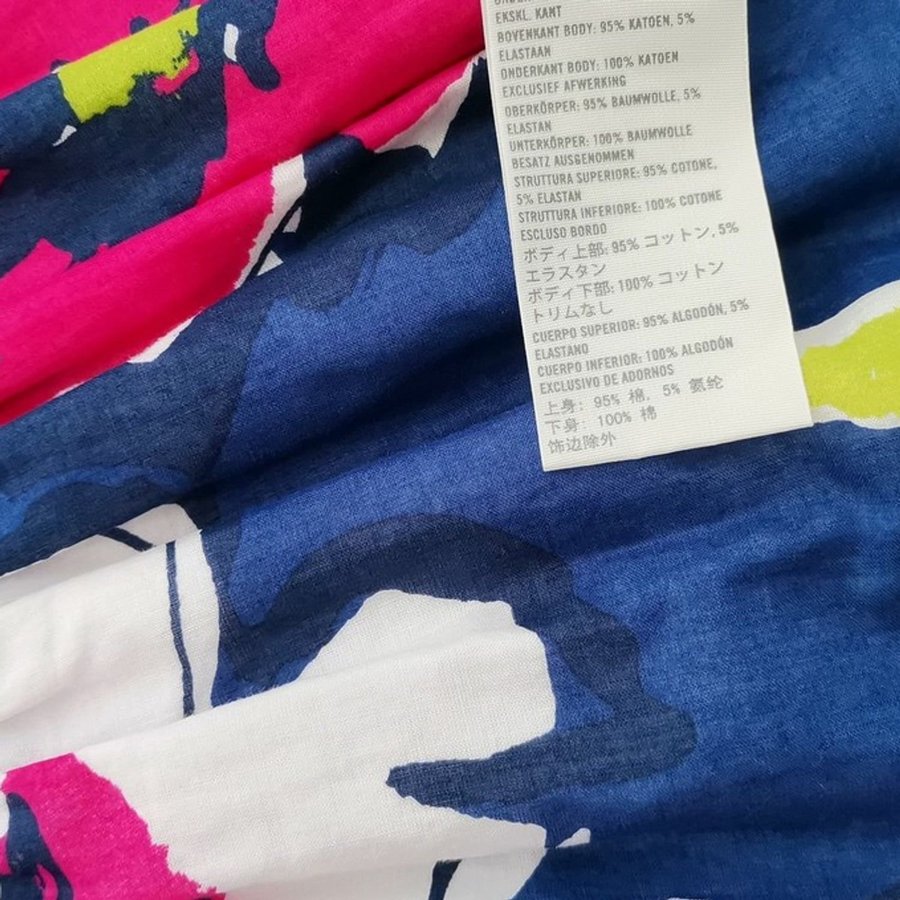 EKSKL. KANT
BOVENKANT BODY: 95% KATOEN, 5%
ELASTAAN
ONDERKANT BODY: 100% KATOEN
EXCLUSIEF AFWERKING
OBERKÖRPER: 95% BAUMWOLLE, 5%
ELASTAN
UNTERKÖRPER: 100% BAUMWOLLE
BESATZ AUSGENOMMEN
STRUTTURA SUPERIORE: 95% COTONE,
5% ELASTAN
STRUTTURA INFERIORE: 100% COTONE
ESCLUSO BORDO
ボディ上部: 95% コットン, 5%
エラスタン
ボディ下部: 100% コットン
トリムなし
CUERPO SUPERIOR: 95% ALGODÓN, 5%
ELASTANO
CUERPO INFERIOR: 100% ALGODÓN
EXCLUSIVO DE ADORNOS
上身: 95% 棉, 5% 氨纶
下身: 100% 棉
饰边除外